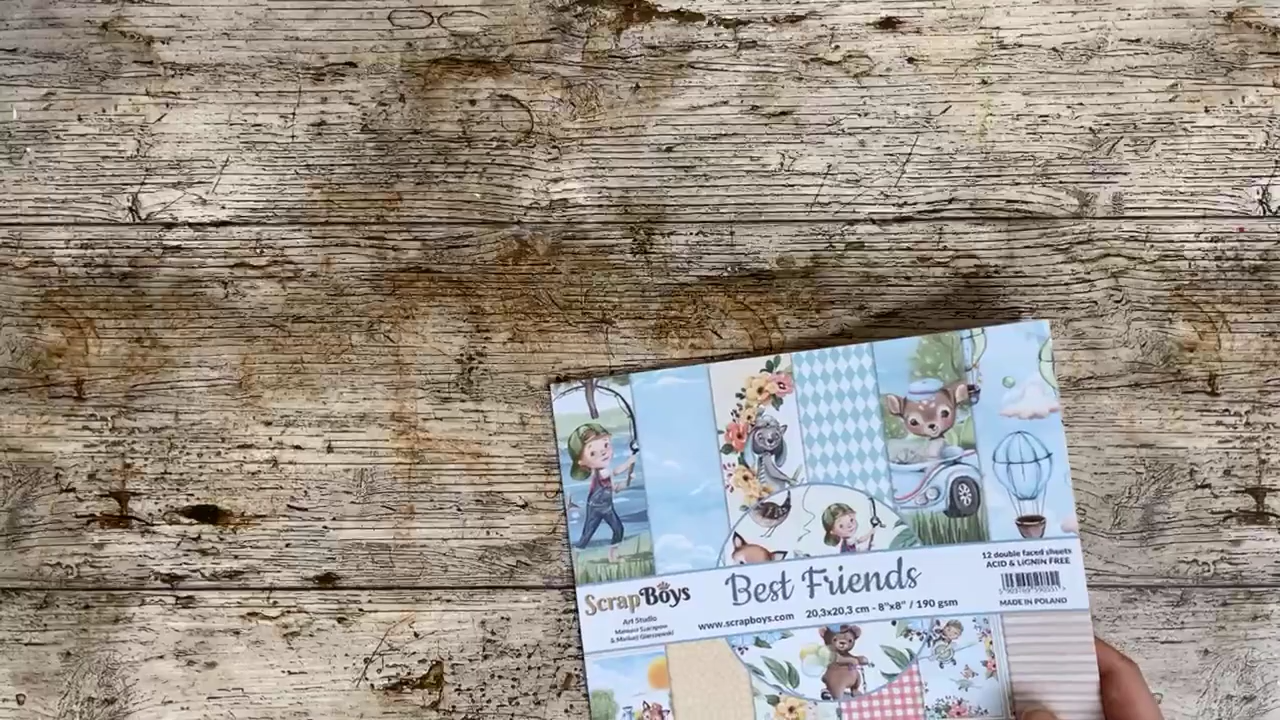 ScrapBoys
Art Studio
Best Friends
www.scrapboys.com 20,3x20,3 cm - 8"x8" / 190 gsm
12 double faced sheets
ACID & LIGNIN FREE
MADE IN POLAND